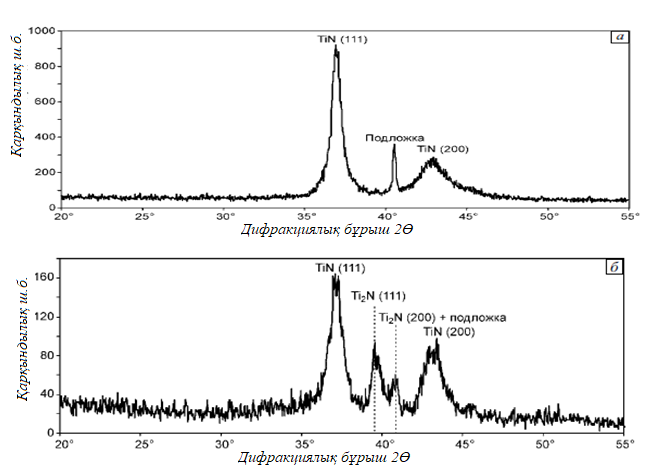 Қарқындылық ш.б.
а
1000
800
600
400
200
0
TiN (111)
Подложка
TiN (200)
20° 25° 30° 35° 40° 45° 50° 55°
Дифракциялық бұрыш 2Ө
Қарқындылық ш.б.
б
160
120
80
40
0
TiN (111)
Ti₂N (111)
Ti₂N (200) + подложка
TiN (200)
20° 25° 30° 35° 40° 45° 50° 55°
Дифракциялық бұрыш 2Ө